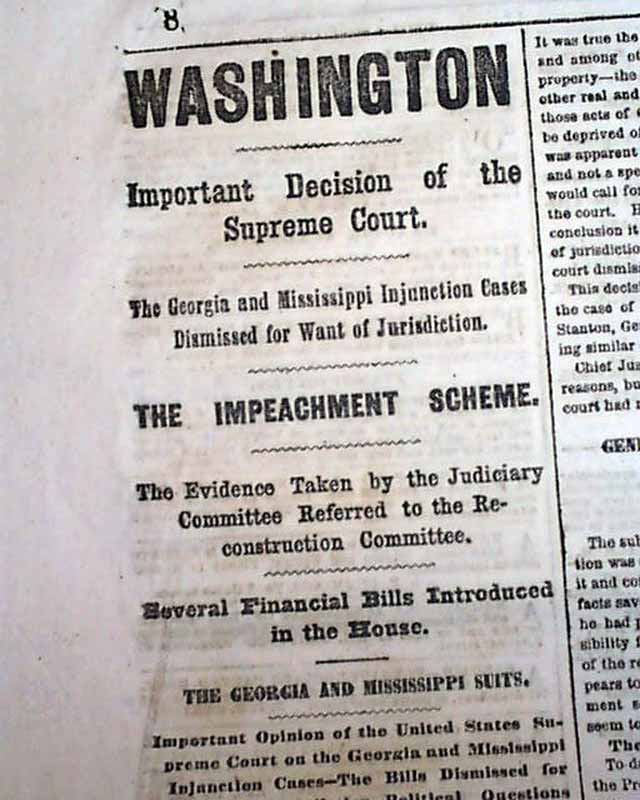 8.
WASHINGTON
Important Decision of the
Supreme Court.
The Georgia and Mississippi Injunction Cases
Dismissed for Want of Jurisdiction.
THE IMPEACHMENT SCHEME.
The Evidence Taken by the Judiciary
Committee Referred to the Re-
construction Committee.
Several Financial Bills Introduced
in the House.
THE GEORGIA AND MISSISSIPPI SUITS.
Important Opinion of the United States Su-
preme Court on the Georgia and Mississippi
Injunction Cases—The Bills Dismissed for
Political Questions
It was true the
and among
property—the
other real and
those acts of
be deprived of
was apparent
and not a spe
would call for
the court.
conclusion it
of jurisdictio
court dismis
This decis
the case of
Stanton, Ge
ing similar
Chief Jus
reasons, bu
court had
GEN
The sub
tion was
it and co
facts sav
he had p
sibility f
of the re
pears to
ment s
seem to
The
To-da
the Pr